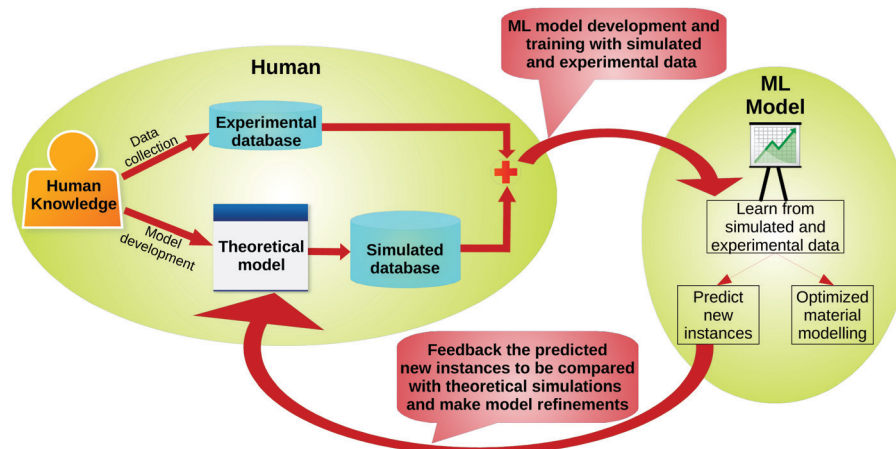 ML model development and
training with simulated
and experimental data
Human
ML
Model
Experimental
database
Data
collection
Human
Knowledge
Model
development
Theoretical
model
Simulated
database
Learn from
simulated and
experimental data
Predict
new
instances
Optimized
material
modelling
Feedback the predicted
new instances to be compared
with theoretical simulations
and make model refinements